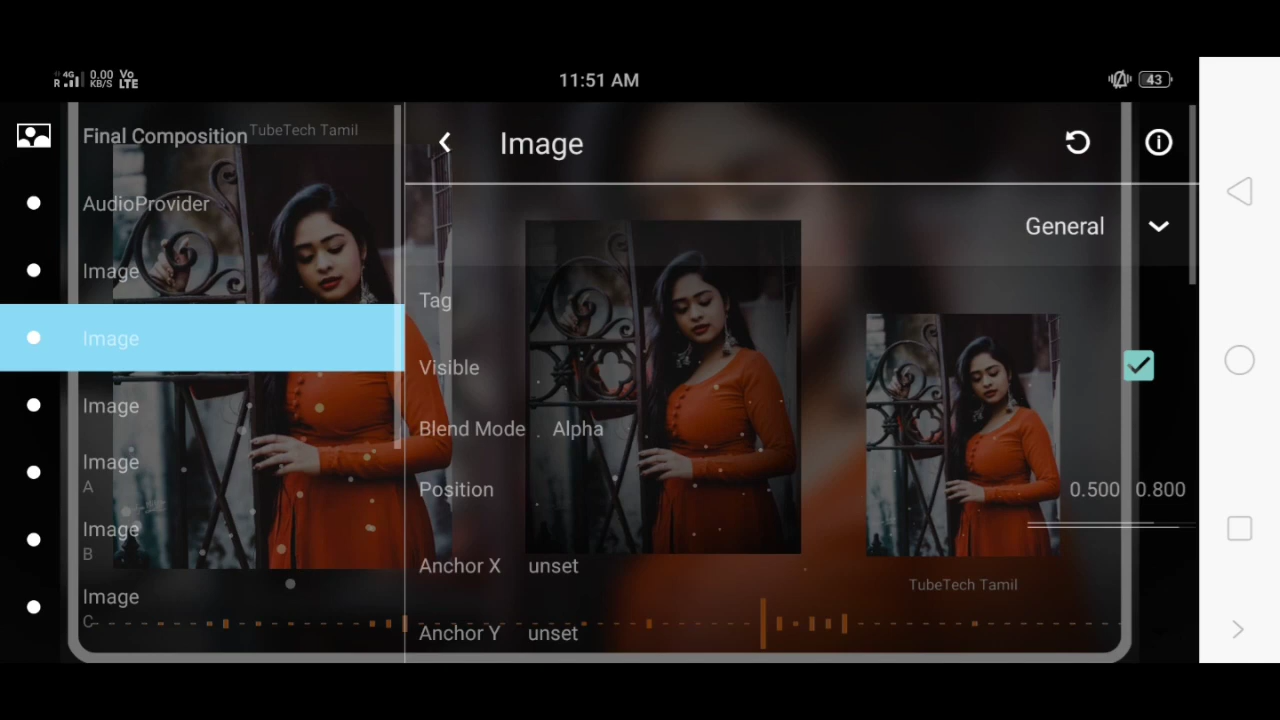 R 4G 0.00 KB/S Vo LTE
11:51 AM
43
Final Composition
TubeTech Tamil
AudioProvider
Image
Image
Image
Image
A
Image
B
Image
C
Image
General
Tag
Visible
Blend Mode Alpha
Position 0.500 0.800
Anchor X unset
Anchor Y unset
TubeTech Tamil